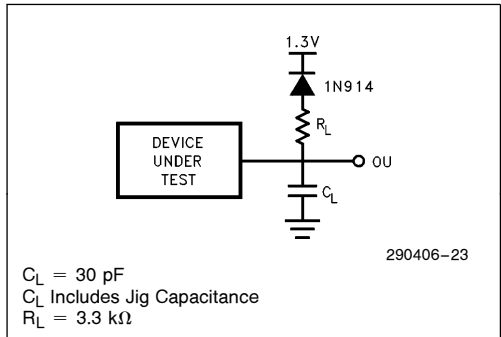 1.3V
1N914
RL
DEVICE
UNDER
TEST
OU
CL
290406-23
CL = 30 pF
CL Includes Jig Capacitance
RL = 3.3 kΩ